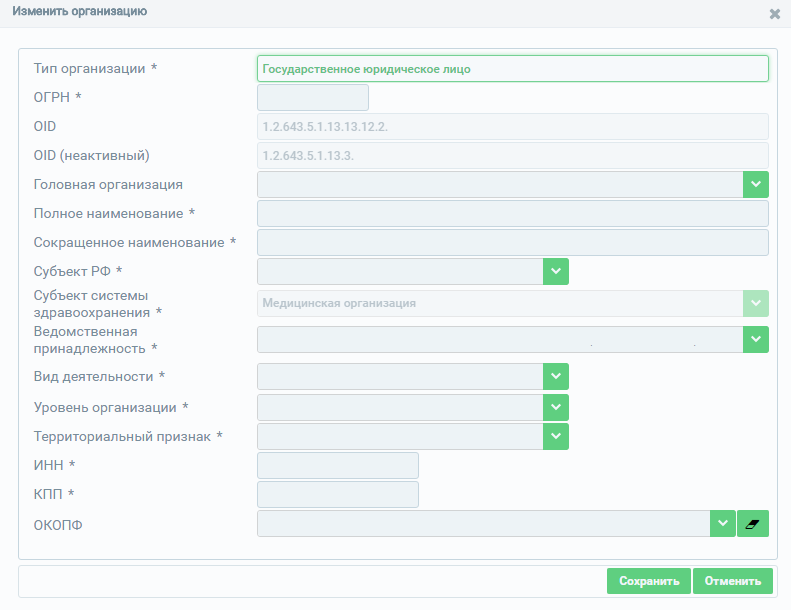 Изменить организацию
Тип организации * Государственное юридическое лицо
ОГРН *
OID 1.2.643.5.1.13.13.12.2.
OID (неактивный) 1.2.643.5.1.13.3.
Головная организация
Полное наименование *
Сокращенное наименование *
Субъект РФ *
Субъект системы
здравоохранения * Медицинская организация
Ведомственная
принадлежность *
Вид деятельности *
Уровень организации *
Территориальный признак *
ИНН *
КПП *
ОКОПФ
Сохранить Отменить